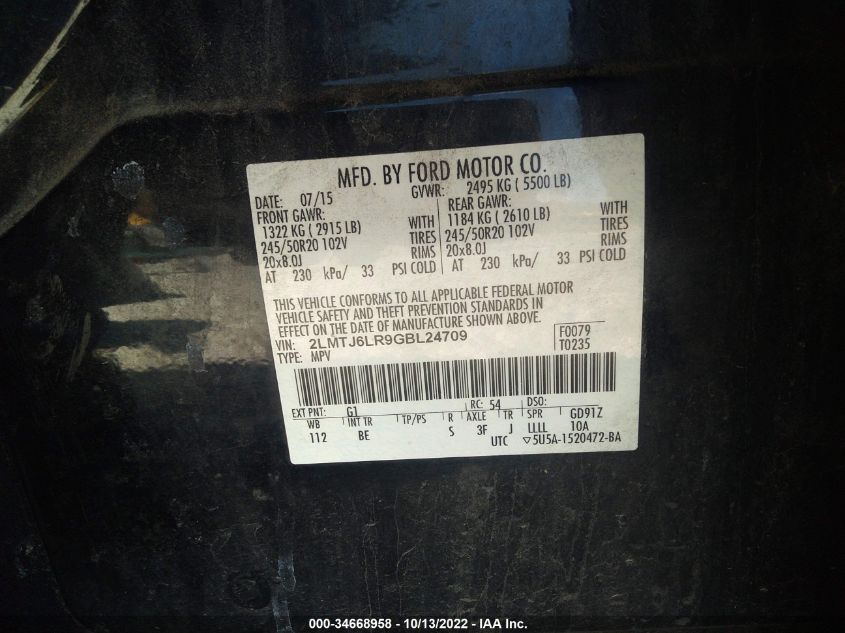 MFD. BY FORD MOTOR CO.
DATE: 07/15 GVWR: 2495 KG ( 5500 LB)
FRONT GAWR: REAR GAWR:
1322 KG ( 2915 LB) WITH 1184 KG ( 2610 LB) WITH
245/50R20 102V TIRES 245/50R20 102V TIRES
20x8.0J RIMS 20x8.0J RIMS
AT 230 kPa/ 33 PSI COLD AT 230 kPa/ 33 PSI COLD
THIS VEHICLE CONFORMS TO ALL APPLICABLE FEDERAL MOTOR
VEHICLE SAFETY AND THEFT PREVENTION STANDARDS IN
EFFECT ON THE DATE OF MANUFACTURE SHOWN ABOVE.
VIN: 2LMTJ6LR9GBL24709 F0079
TYPE: MPV T0235
EXT PNT: G1 RC: 54 DSO:
WB INT TR TP/PS R AXLE TR SPR GD91Z
112 BE S 3F J LLLL 10A
UTC ▽5U5A-1520472-BA
000-34668958 - 10/13/2022 - IAA Inc.